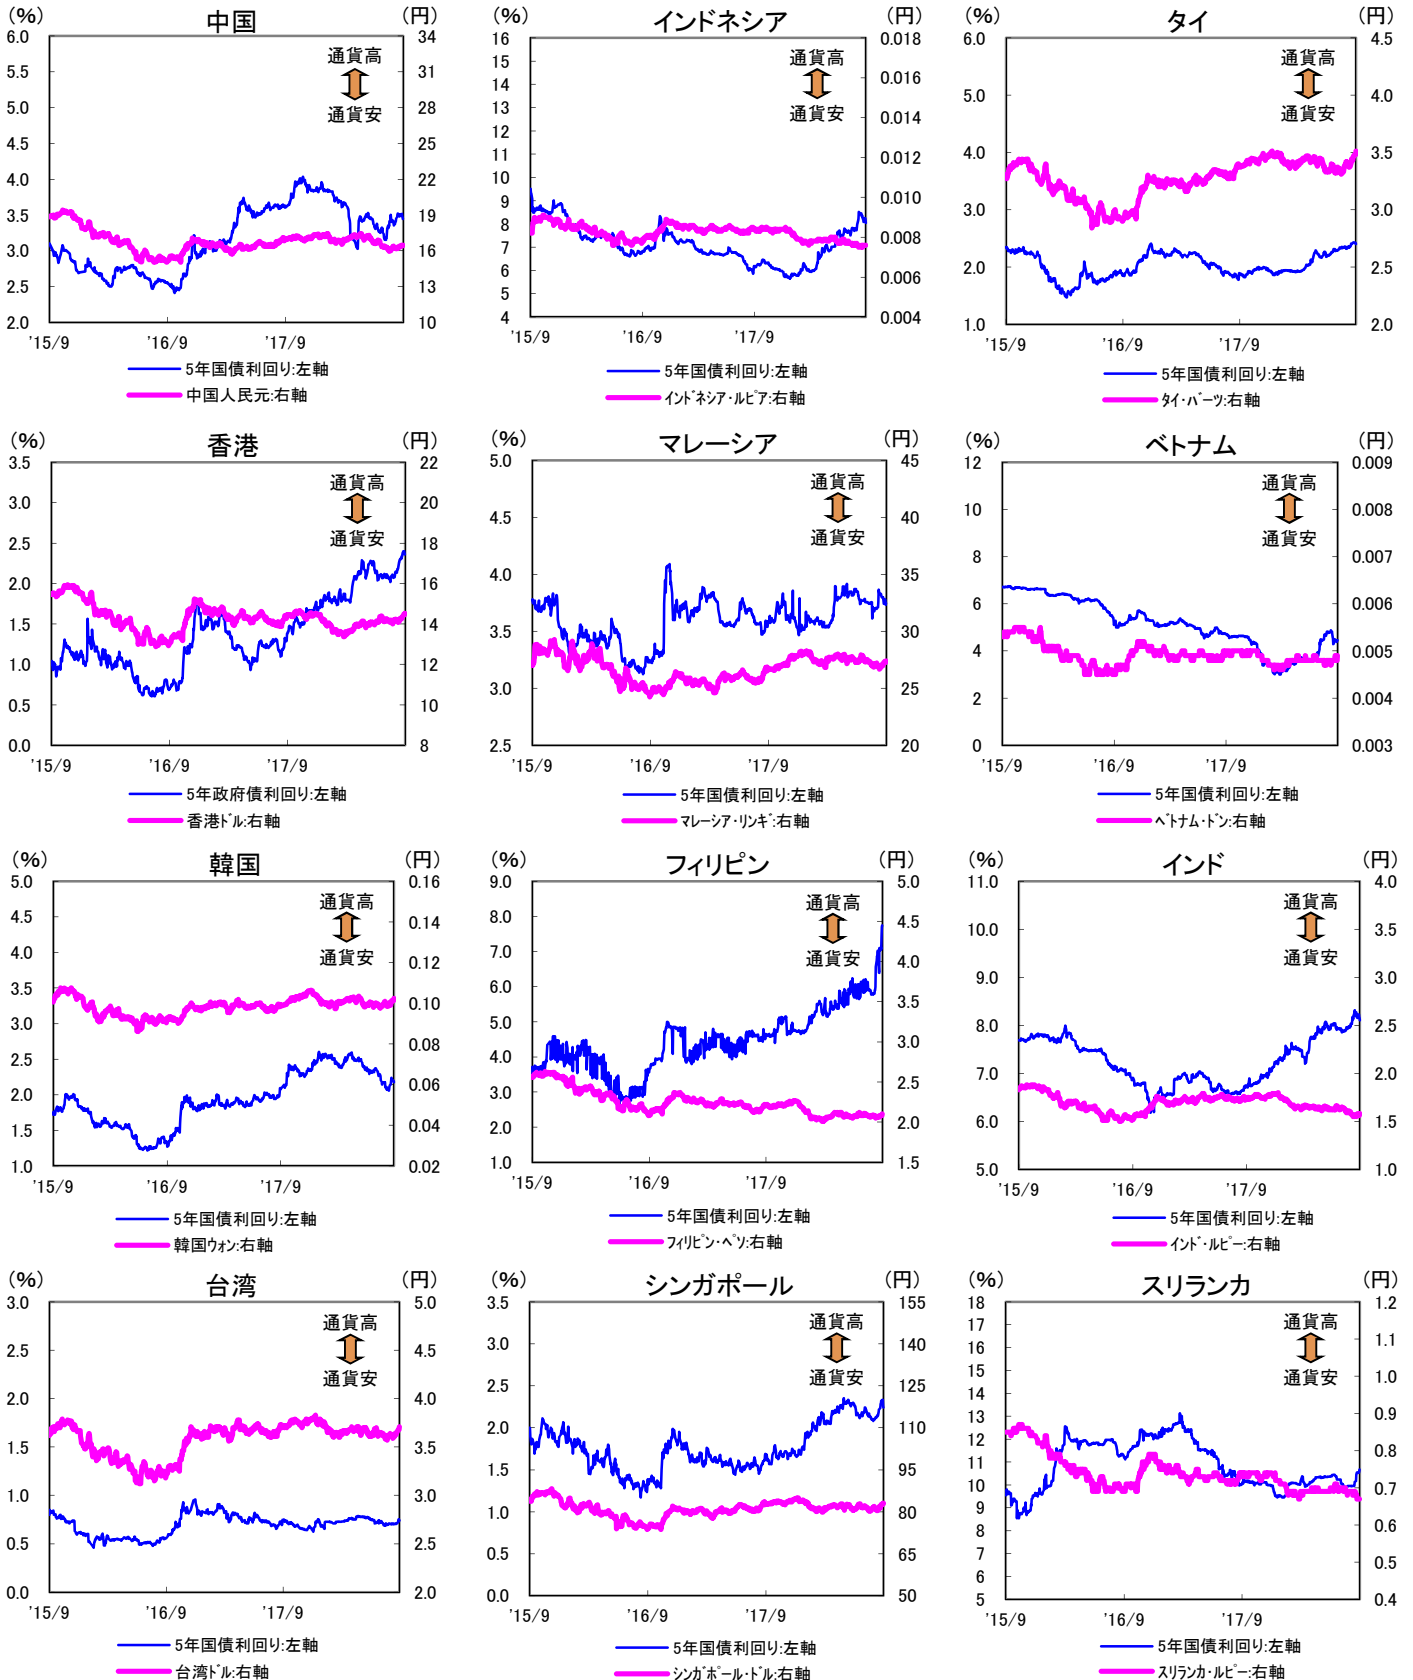 (%) 中国 (円)
6.0 34
5.5 31
5.0 28
4.5 25
4.0 22
3.5 19
3.0 16
2.5 13
2.0 10
通貨高
通貨安
'15/9 '16/9 '17/9
5年国債利回り:左軸
中国人民元:右軸
(%) インドネシア (円)
16 0.018
15
14 0.016
13
12 0.014
11 0.012
10
9 0.010
8
7 0.008
6 0.006
5
4 0.004
通貨高
通貨安
'15/9 '16/9 '17/9
5年国債利回り:左軸
インドネシア・ルピア:右軸
(%) タイ (円)
6.0 4.5
5.0 4.0
4.0 3.5
3.0 3.0
2.0 2.5
1.0 2.0
通貨高
通貨安
'15/9 '16/9 '17/9
5年国債利回り:左軸
タイ・バーツ:右軸
(%) 香港 (円)
3.5 22
3.0 20
2.5 18
2.0 16
1.5 14
1.0 12
0.5 10
0.0 8
通貨高
通貨安
'15/9 '16/9 '17/9
5年政府債利回り:左軸
香港ドル:右軸
(%) マレーシア (円)
5.0 45
4.5 40
4.0 35
3.5 30
3.0 25
2.5 20
通貨高
通貨安
'15/9 '16/9 '17/9
5年国債利回り:左軸
マレーシア・リンギ:右軸
(%) ベトナム (円)
12 0.009
10 0.008
8 0.007
6 0.006
4 0.005
2 0.004
0 0.003
通貨高
通貨安
'15/9 '16/9 '17/9
5年国債利回り:左軸
ベトナム・ドン:右軸
(%) 韓国 (円)
5.0 0.16
4.5 0.14
4.0 0.12
3.5 0.10
3.0 0.08
2.5 0.06
2.0 0.04
1.5 0.02
1.0
通貨高
通貨安
'15/9 '16/9 '17/9
5年国債利回り:左軸
韓国ウォン:右軸
(%) フィリピン (円)
9.0 5.0
8.0 4.5
7.0 4.0
6.0 3.5
5.0 3.0
4.0 2.5
3.0 2.0
2.0 1.5
1.0
通貨高
通貨安
'15/9 '16/9 '17/9
5年国債利回り:左軸
フィリピン・ペソ:右軸
(%) インド (円)
11.0 4.0
10.0 3.5
9.0 3.0
8.0 2.5
7.0 2.0
6.0 1.5
5.0 1.0
通貨高
通貨安
'15/9 '16/9 '17/9
5年国債利回り:左軸
インド・ルピー:右軸
(%) 台湾 (円)
3.0 5.0
2.5 4.5
2.0 4.0
1.5 3.5
1.0 3.0
0.5 2.5
0.0 2.0
通貨高
通貨安
'15/9 '16/9 '17/9
5年国債利回り:左軸
台湾ドル:右軸
(%) シンガポール (円)
3.5 155
3.0 140
2.5 125
2.0 110
1.5 95
1.0 80
0.5 65
0.0 50
通貨高
通貨安
'15/9 '16/9 '17/9
5年国債利回り:左軸
シンガポール・ドル:右軸
(%) スリランカ (円)
18 1.2
17
16 1.1
15 1.0
14
13 0.9
12
11 0.8
10 0.7
9
8 0.6
7 0.5
6
5 0.4
通貨高
通貨安
'15/9 '16/9 '17/9
5年国債利回り:左軸
スリランカ・ルピー:右軸